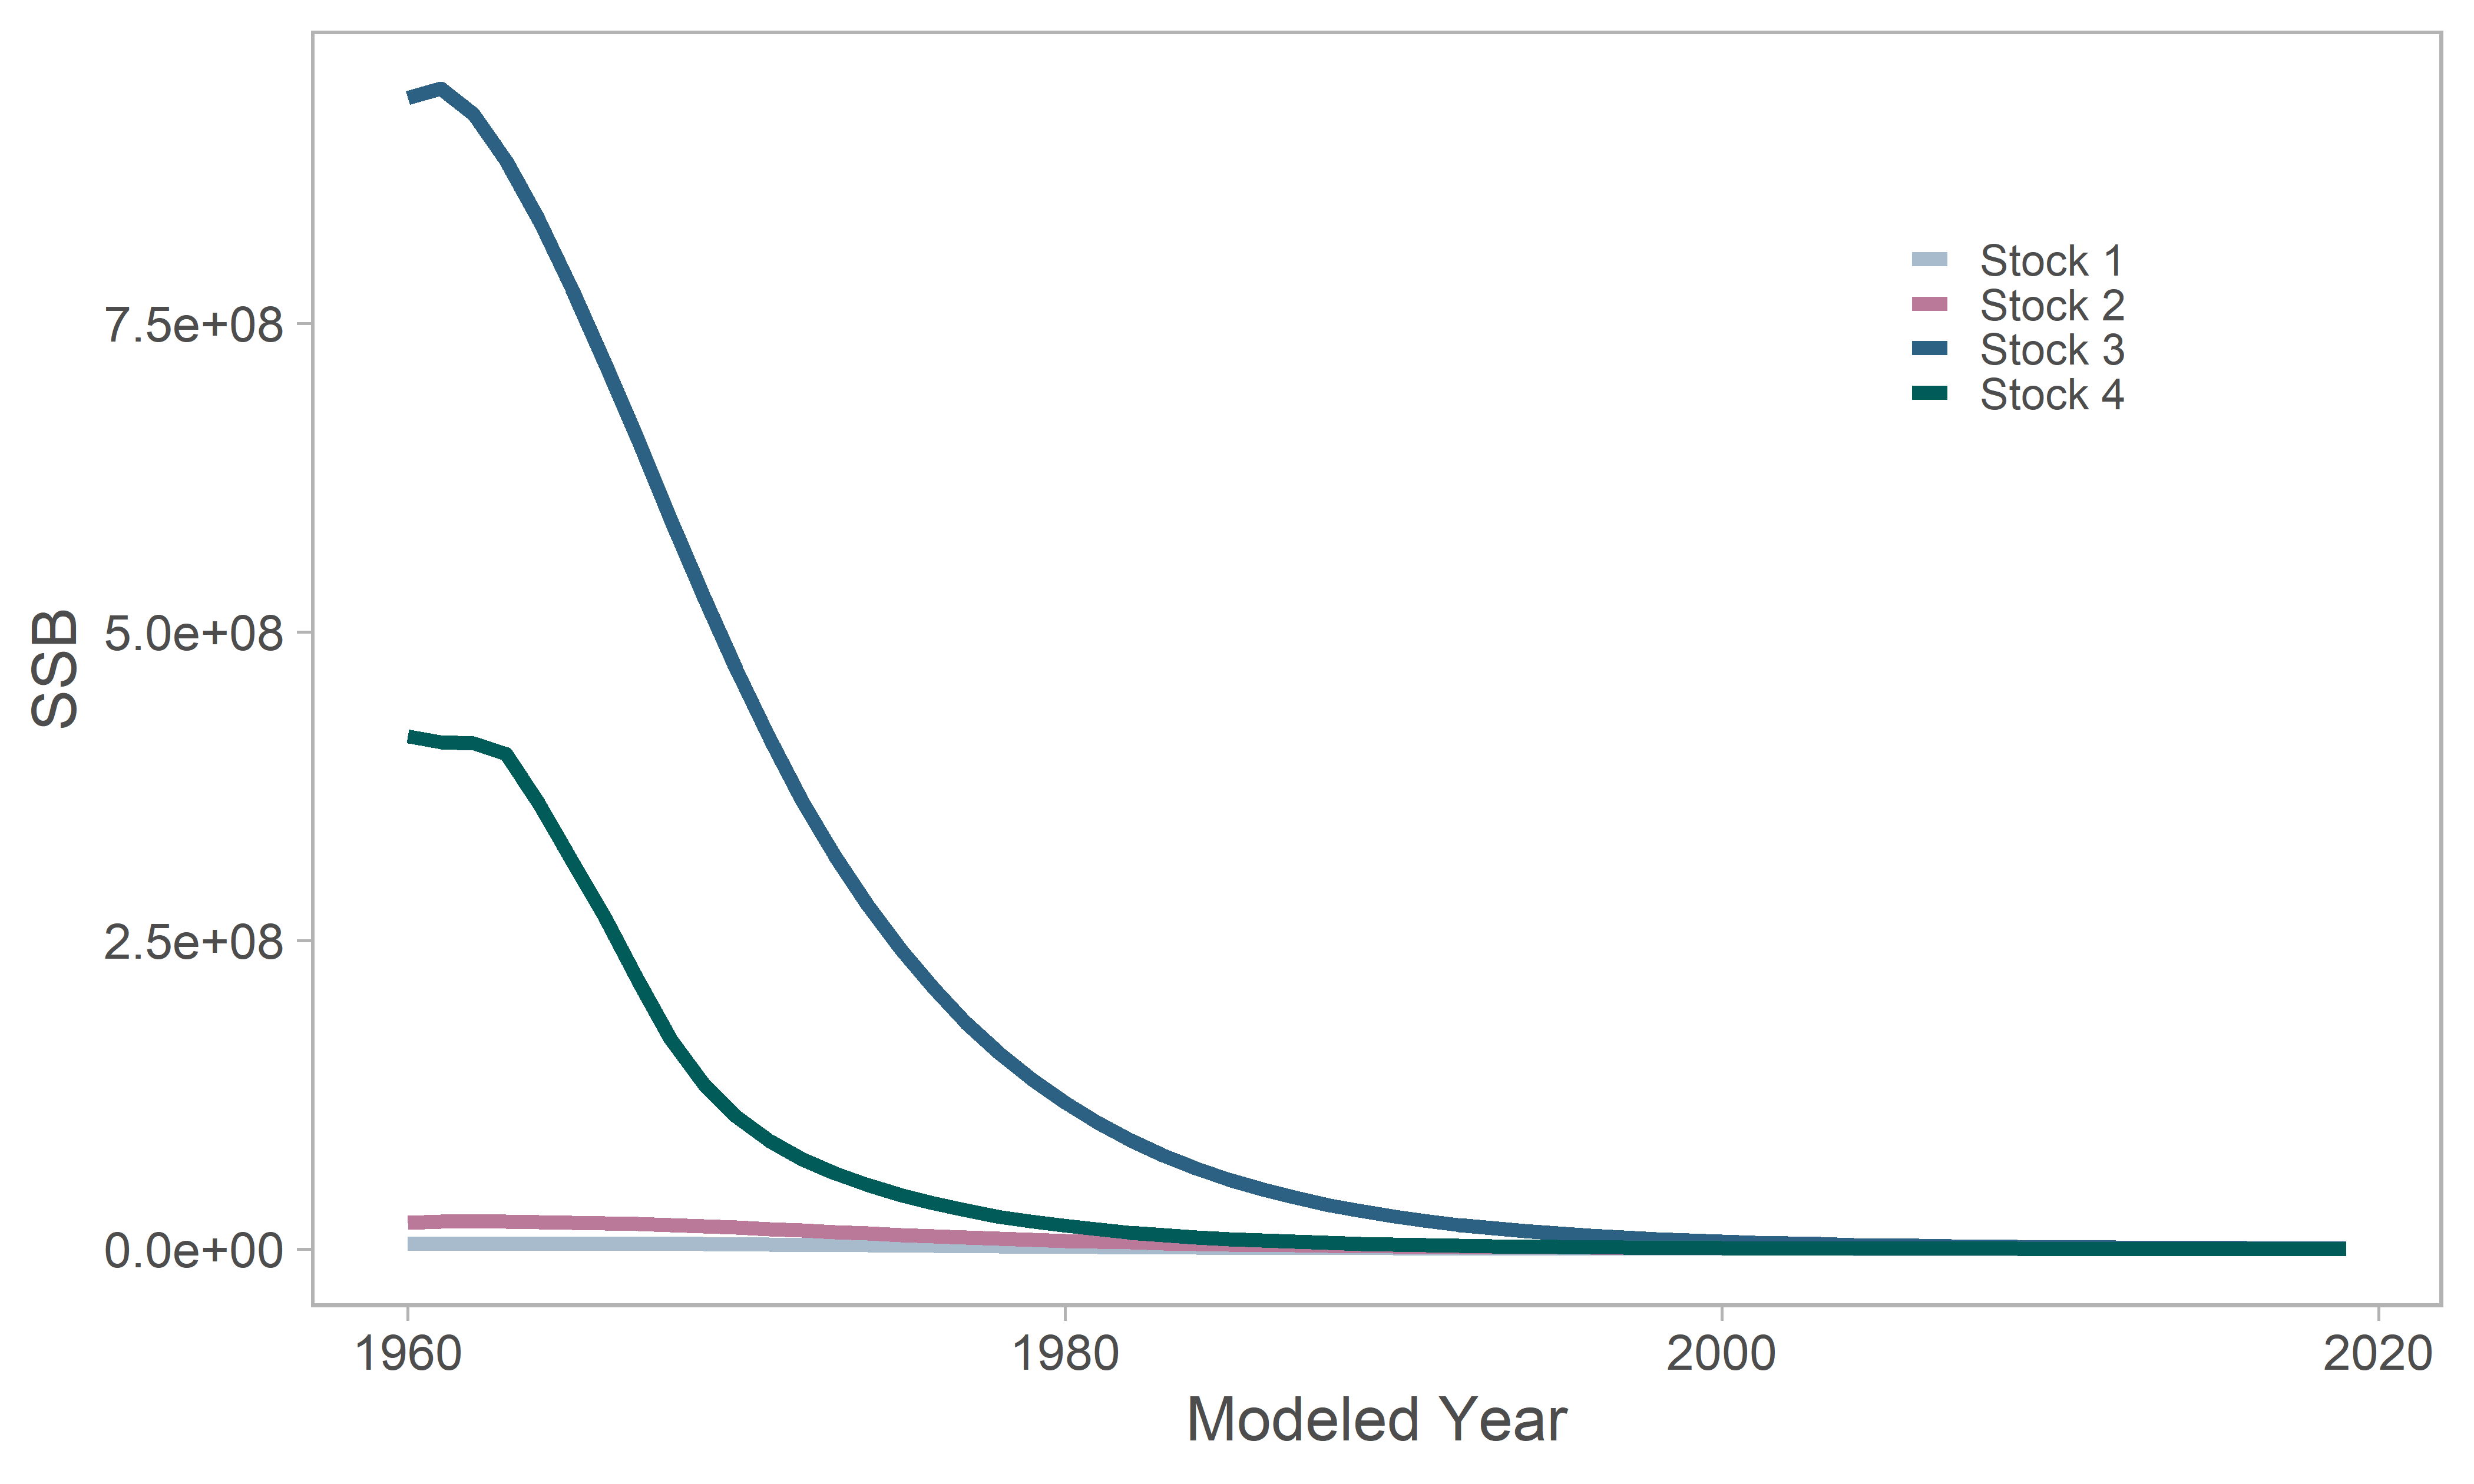 SSB
7.5e+08
5.0e+08
2.5e+08
0.0e+00
Stock 1
Stock 2
Stock 3
Stock 4
1960 1980 2000 2020
Modeled Year